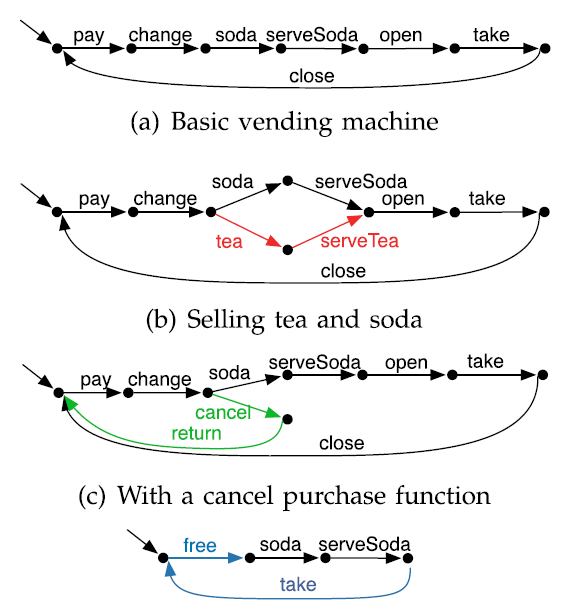 pay change soda serveSoda open take
close
(a) Basic vending machine
soda serveSoda
pay change open take
tea serveTea
close
(b) Selling tea and soda
soda serveSoda open take
pay change
cancel
return
close
(c) With a cancel purchase function
free soda serveSoda
take